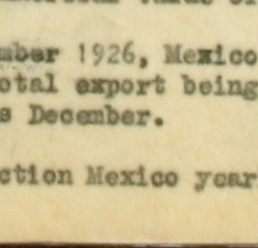 mber 1926, Mexico
otal export being
s December.
ction Mexico year